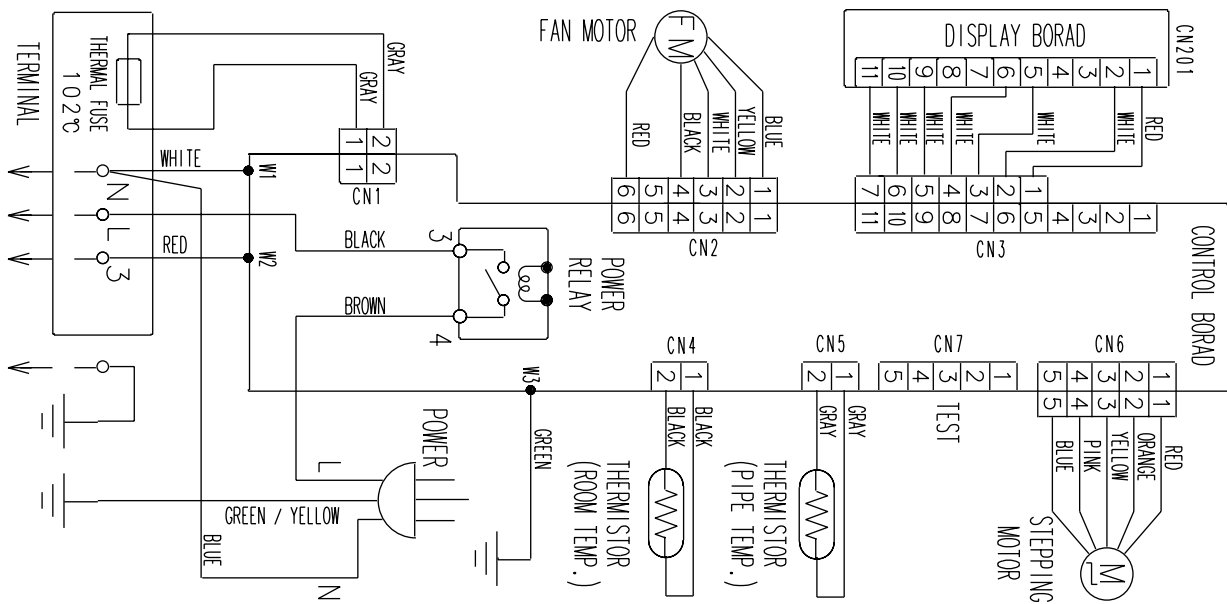 TERMINAL
THERMAL FUSE
102℃
GRAY
GRAY
1 2
1 2
CN1
WHITE
N
L
RED
3
W1
W2
BLACK
3
BROWN
4
POWER
RELAY
FAN MOTOR
FM
RED
BLACK
WHITE
YELLOW
BLUE
6 5 4 3 2 1
6 5 4 3 2 1
CN2
DISPLAY BORAD
CN201
11 10 9 8 7 6 5 4 3 2 1
WHITE
WHITE
WHITE
WHITE
WHITE
WHITE
RED
7 6 5 4 3 2 1
11 10 9 8 7 6 5 4 3 2 1
CN3
CONTROL BORAD
W3
GREEN
CN4
2 1
BLACK
BLACK
THERMISTOR
(ROOM TEMP.)
CN5
2 1
GRAY
GRAY
THERMISTOR
(PIPE TEMP.)
CN7
5 4 3 2 1
TEST
CN6
5 4 3 2 1
5 4 3 2 1
BLUE
PINK
YELLOW
ORANGE
RED
STEPPING
MOTOR
M
POWER
L
GREEN / YELLOW
BLUE
N